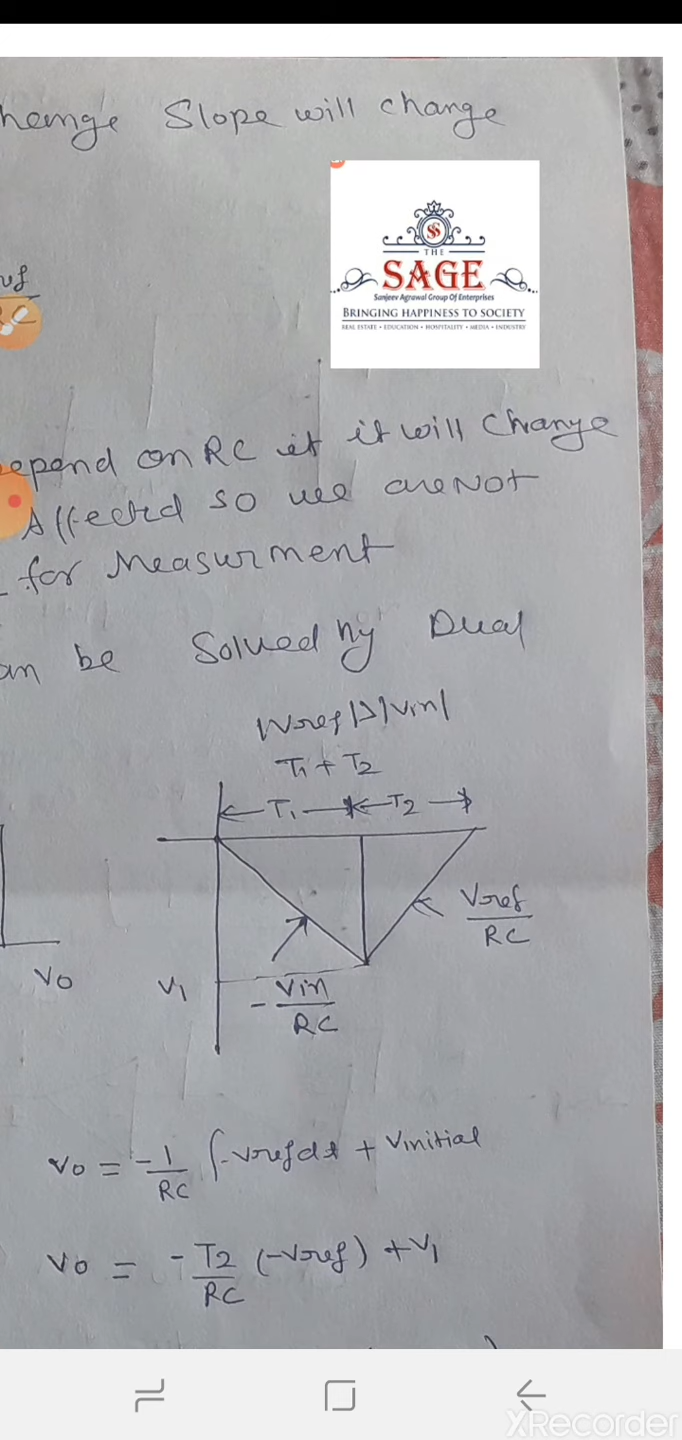 Slope will change
THE
SAGE
Sanjeev Agrawal Group Of Enterprises
BRINGING HAPPINESS TO SOCIETY
REAL ESTATE • EDUCATION • HOSPITALITY • MEDIA • INDUSTRY
epend on RC it will Change
Affected so we are Not
for Measurment
an be Solved by Dual
|Vref|>|Vin|
T1 + T2
T1 T2
Vref
RC
Vo
V1
- Vin
RC
Vo = -1/RC ∫-Vref dt + Vinitial
Vo = -T2/RC (-Vref) + V1
XRecorder